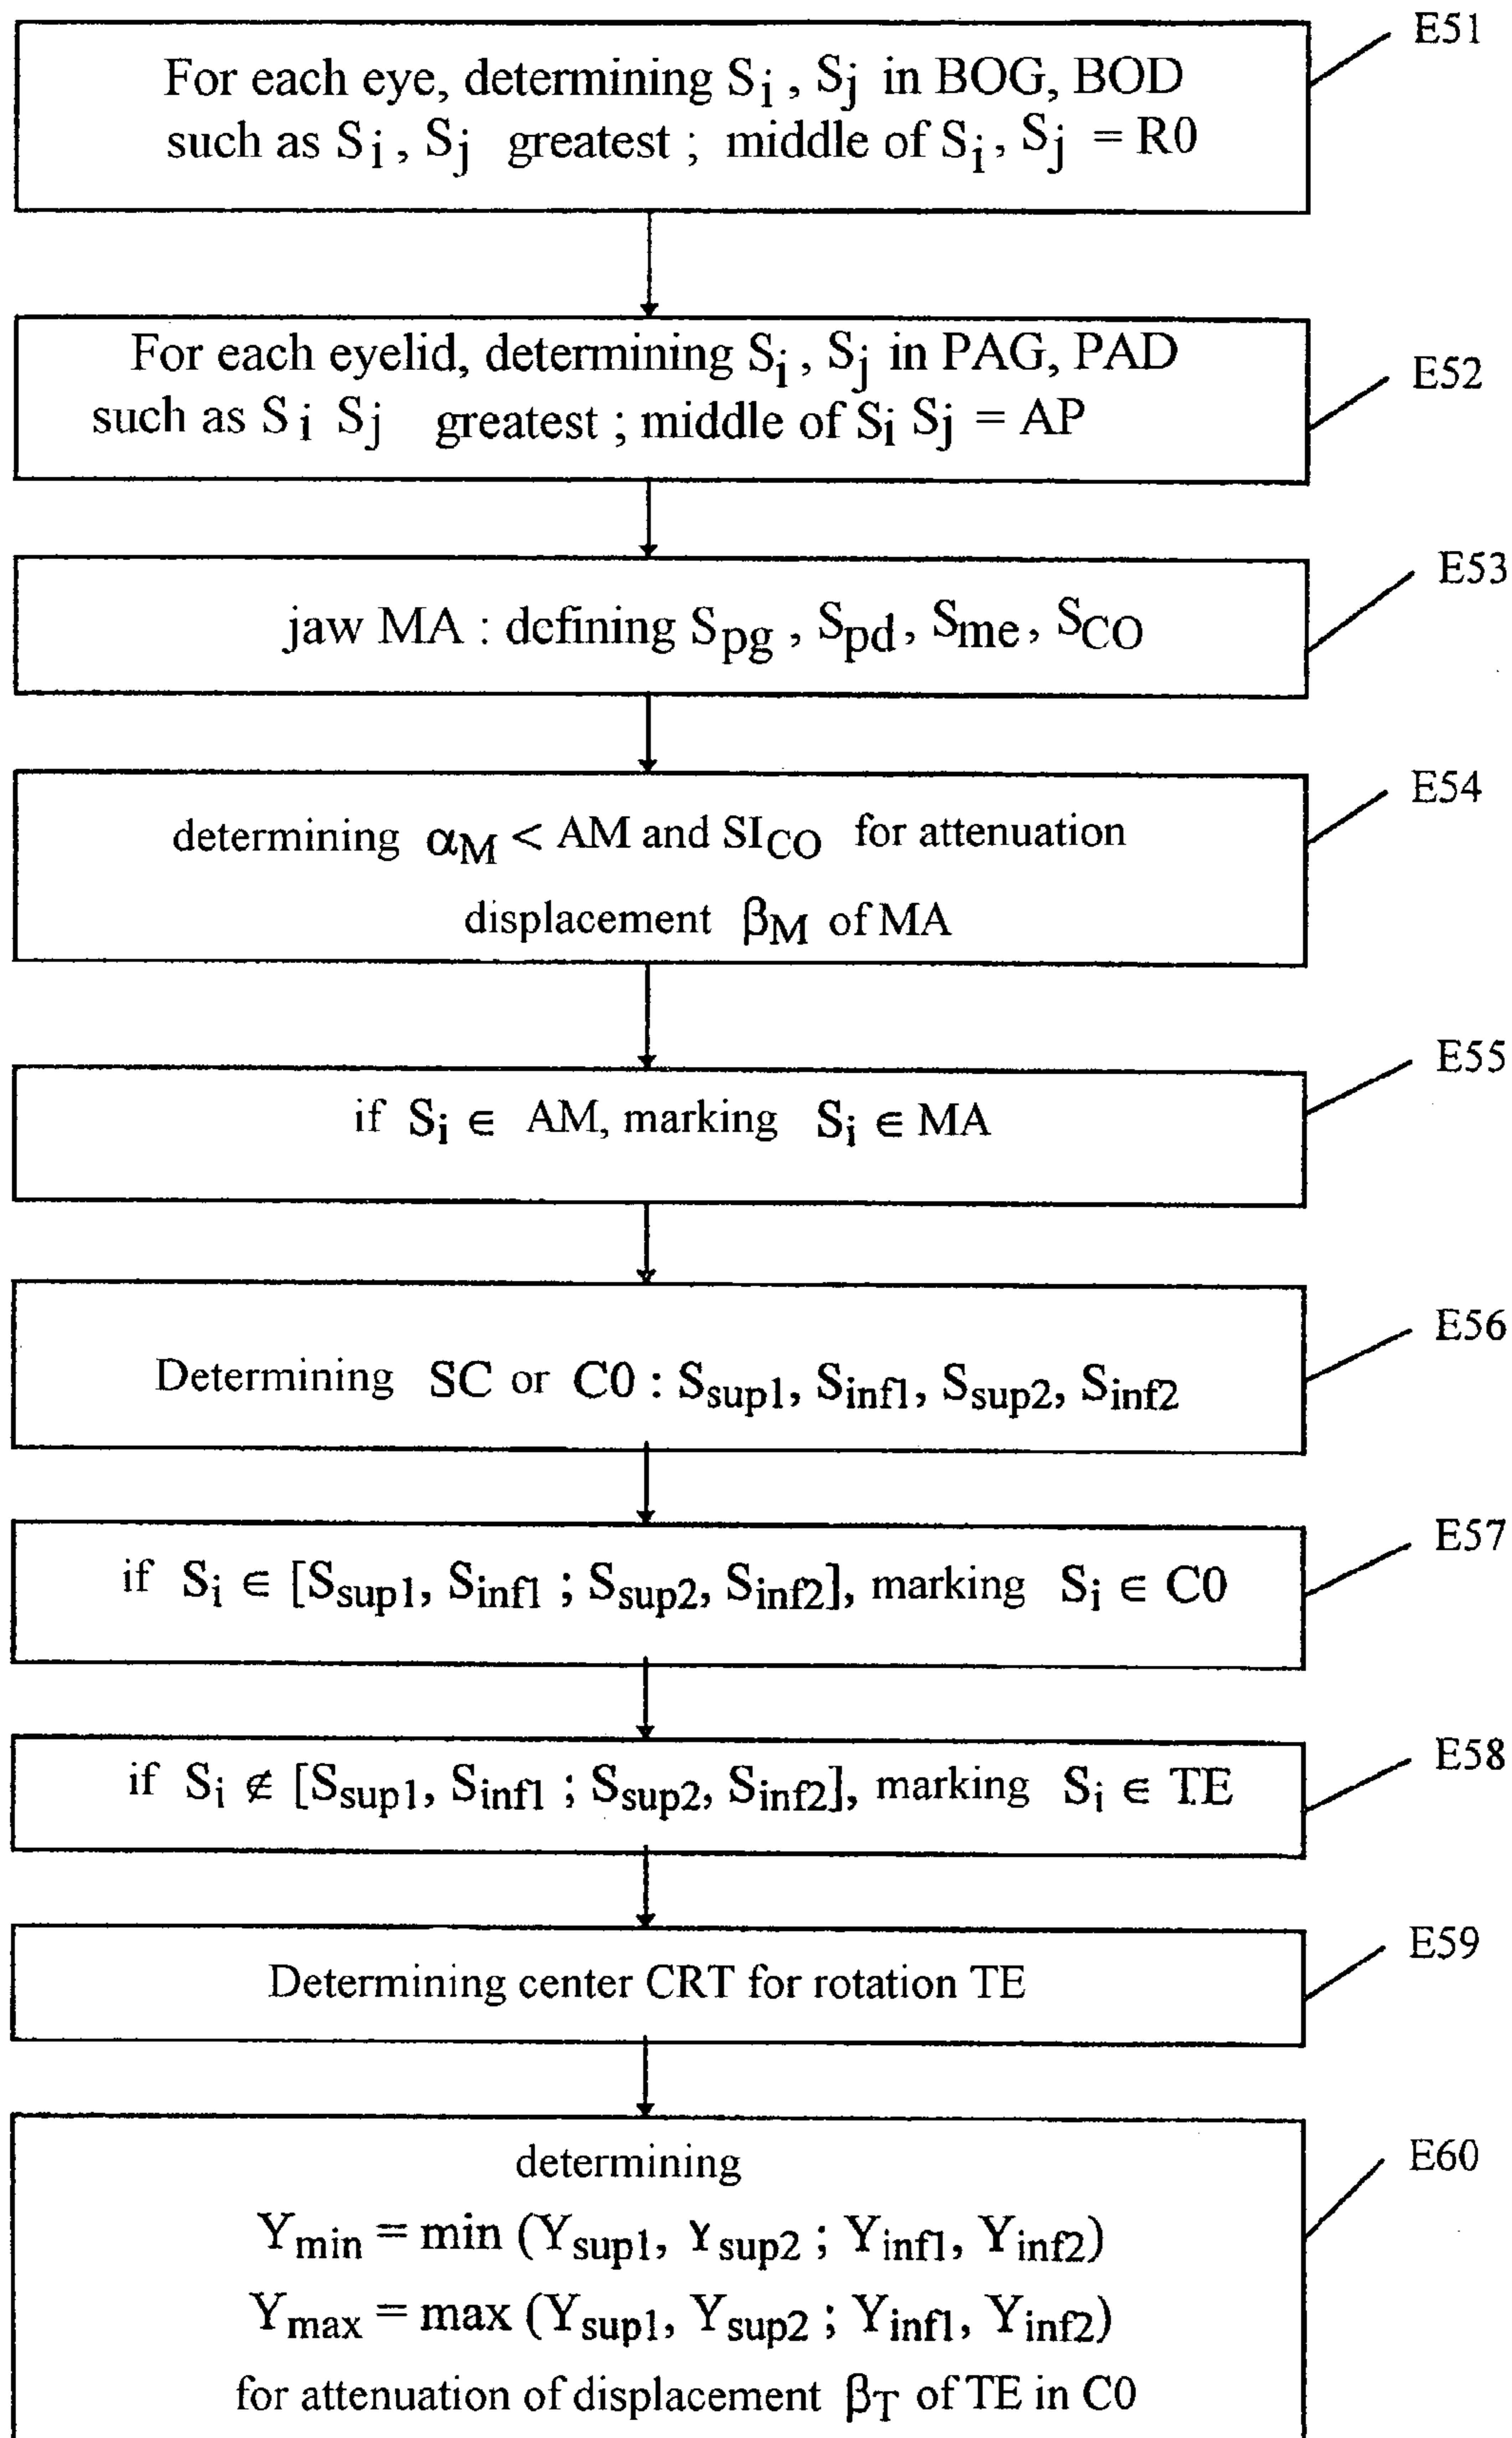 E51
For each eye, determining Si , Sj in BOG, BOD
such as Si , Sj greatest ; middle of Si, Sj = R0
E52
For each eyelid, determining Si , Sj in PAG, PAD
such as Si Sj greatest ; middle of Si Sj = AP
E53
jaw MA : defining Spg , Spd, Sme, SCO
E54
determining αM < AM and SICO for attenuation
displacement βM of MA
E55
if Si ∈ AM, marking Si ∈ MA
E56
Determining SC or C0 : Ssup1, Sinf1, Ssup2, Sinf2
E57
if Si ∈ [Ssup1, Sinf1 ; Ssup2, Sinf2], marking Si ∈ C0
E58
if Si ∉ [Ssup1, Sinf1 ; Ssup2, Sinf2], marking Si ∈ TE
E59
Determining center CRT for rotation TE
E60
determining
Ymin = min (Ysup1, Ysup2 ; Yinf1, Yinf2)
Ymax = max (Ysup1, Ysup2 ; Yinf1, Yinf2)
for attenuation of displacement βT of TE in C0